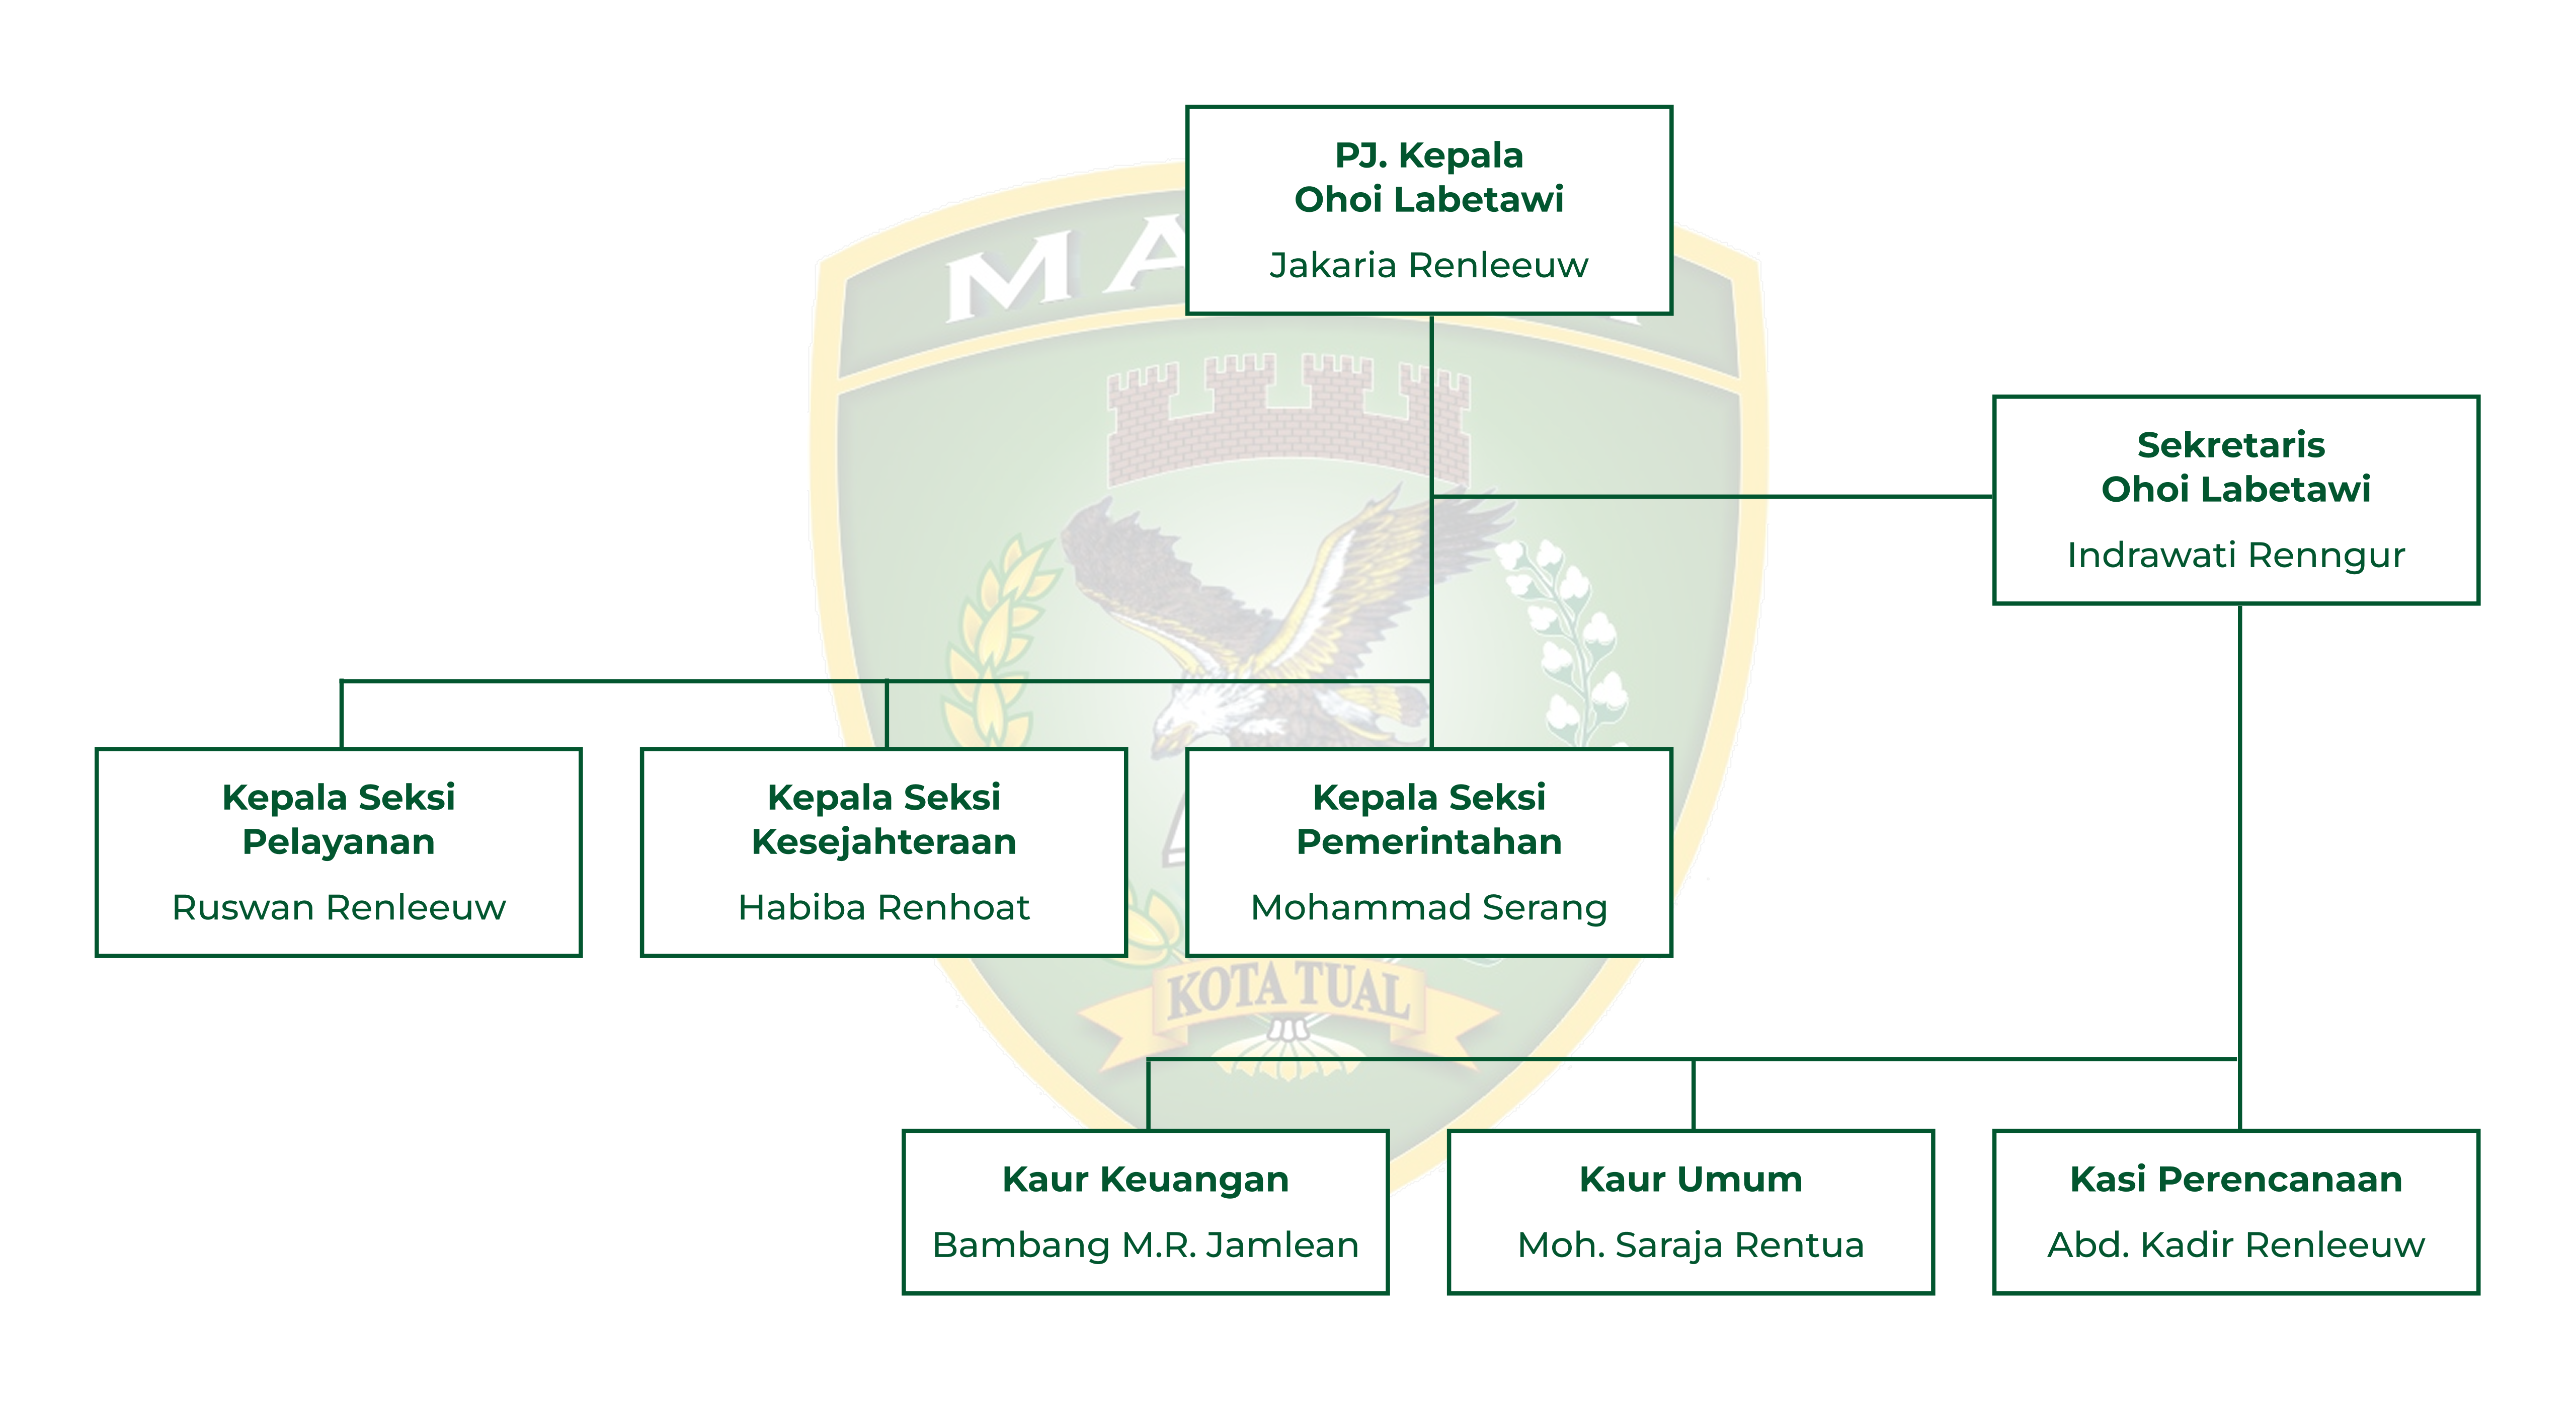 PJ. Kepala
Ohoi Labetawi
Jakaria Renleeuw
Sekretaris
Ohoi Labetawi
Indrawati Renngur
Kepala Seksi
Pelayanan
Ruswan Renleeuw
Kepala Seksi
Kesejahteraan
Habiba Renhoat
Kepala Seksi
Pemerintahan
Mohammad Serang
KOTA TUAL
Kaur Keuangan
Bambang M.R. Jamlean
Kaur Umum
Moh. Saraja Rentua
Kasi Perencanaan
Abd. Kadir Renleeuw